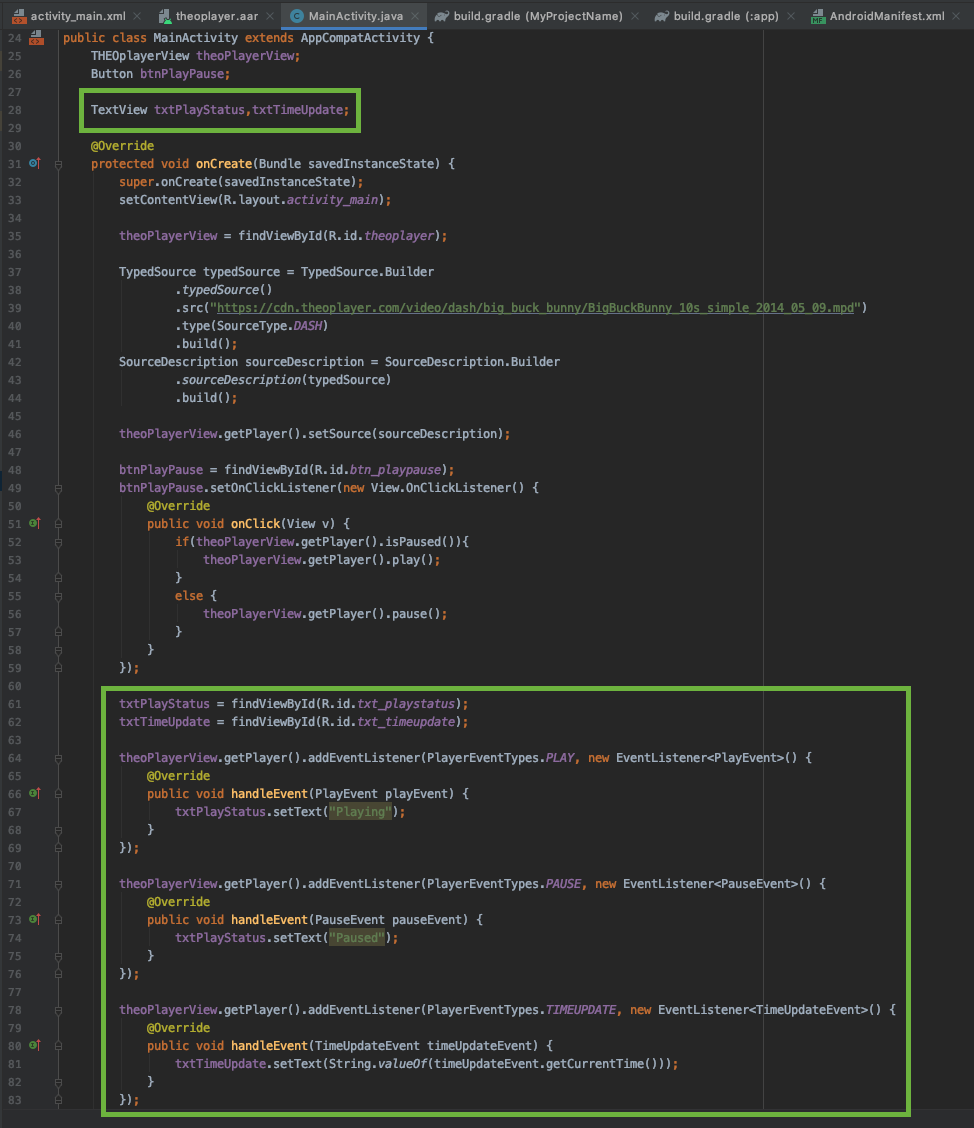 activity_main.xml theoplayer.aar MainActivity.java build.gradle (MyProjectName) build.gradle (:app) AndroidManifest.xml
24 public class MainActivity extends AppCompatActivity {
25 THEOplayerView theoPlayerView;
26 Button btnPlayPause;
27
28 TextView txtPlayStatus,txtTimeUpdate;
29
30 @Override
31 protected void onCreate(Bundle savedInstanceState) {
32 super.onCreate(savedInstanceState);
33 setContentView(R.layout.activity_main);
34
35 theoPlayerView = findViewById(R.id.theoplayer);
36
37 TypedSource typedSource = TypedSource.Builder
38 .typedSource()
39 .src("https://cdn.theoplayer.com/video/dash/big_buck_bunny/BigBuckBunny_10s_simple_2014_05_09.mpd")
40 .type(SourceType.DASH)
41 .build();
42 SourceDescription sourceDescription = SourceDescription.Builder
43 .sourceDescription(typedSource)
44 .build();
45
46 theoPlayerView.getPlayer().setSource(sourceDescription);
47
48 btnPlayPause = findViewById(R.id.btn_playpause);
49 btnPlayPause.setOnClickListener(new View.OnClickListener() {
50 @Override
51 public void onClick(View v) {
52 if(theoPlayerView.getPlayer().isPaused()){
53 theoPlayerView.getPlayer().play();
54 }
55 else {
56 theoPlayerView.getPlayer().pause();
57 }
58 }
59 });
60
61 txtPlayStatus = findViewById(R.id.txt_playstatus);
62 txtTimeUpdate = findViewById(R.id.txt_timeupdate);
63
64 theoPlayerView.getPlayer().addEventListener(PlayerEventTypes.PLAY, new EventListener<PlayEvent>() {
65 @Override
66 public void handleEvent(PlayEvent playEvent) {
67 txtPlayStatus.setText("Playing");
68 }
69 });
70
71 theoPlayerView.getPlayer().addEventListener(PlayerEventTypes.PAUSE, new EventListener<PauseEvent>() {
72 @Override
73 public void handleEvent(PauseEvent pauseEvent) {
74 txtPlayStatus.setText("Paused");
75 }
76 });
77
78 theoPlayerView.getPlayer().addEventListener(PlayerEventTypes.TIMEUPDATE, new EventListener<TimeUpdateEvent>() {
79 @Override
80 public void handleEvent(TimeUpdateEvent timeUpdateEvent) {
81 txtTimeUpdate.setText(String.valueOf(timeUpdateEvent.getCurrentTime()));
82 }
83 });